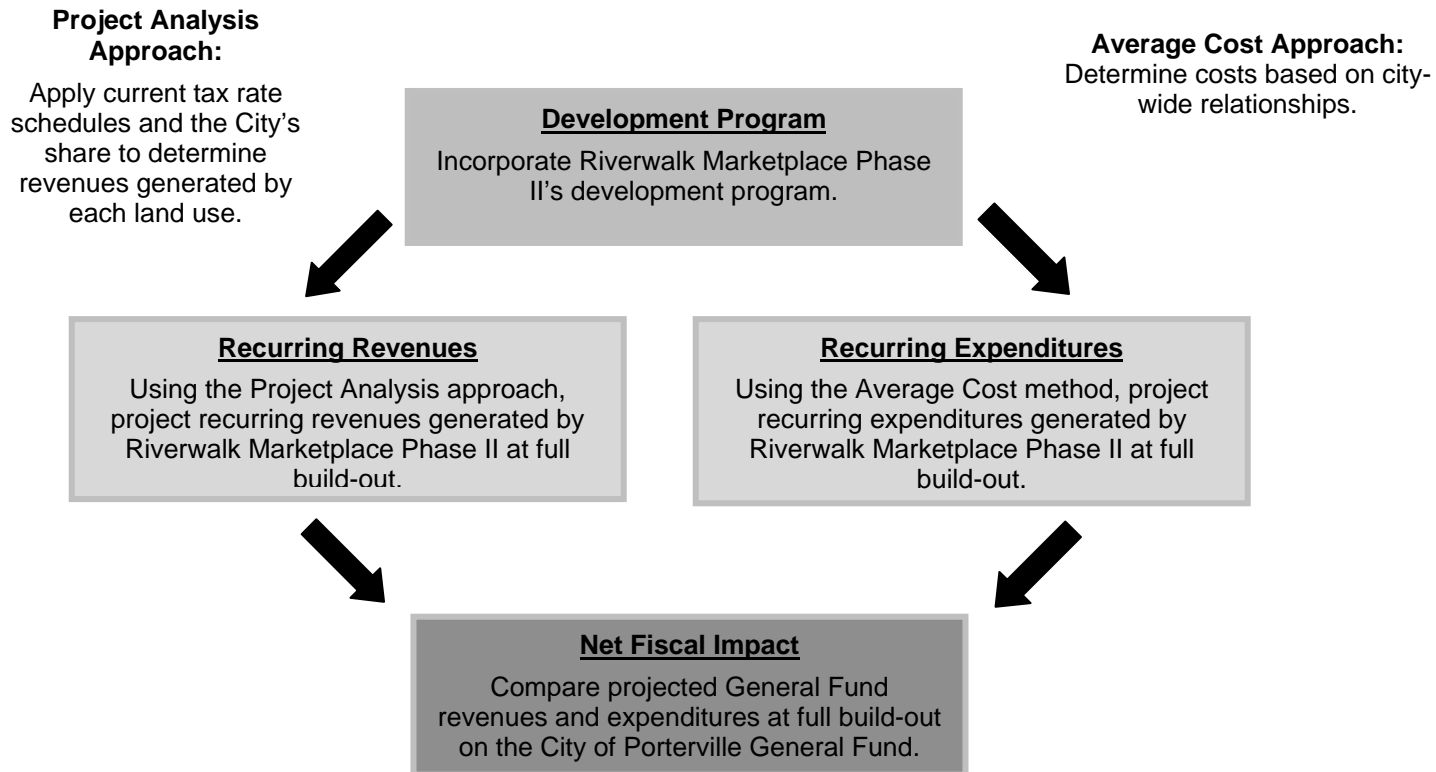 Project Analysis
Approach:
Apply current tax rate
schedules and the City’s
share to determine
revenues generated by
each land use.
Average Cost Approach:
Determine costs based on city-
wide relationships.
Development Program
Incorporate Riverwalk Marketplace Phase
II’s development program.
Recurring Revenues
Using the Project Analysis approach,
project recurring revenues generated by
Riverwalk Marketplace Phase II at full
build-out.
Recurring Expenditures
Using the Average Cost method, project
recurring expenditures generated by
Riverwalk Marketplace Phase II at full
build-out.
Net Fiscal Impact
Compare projected General Fund
revenues and expenditures at full build-out
on the City of Porterville General Fund.